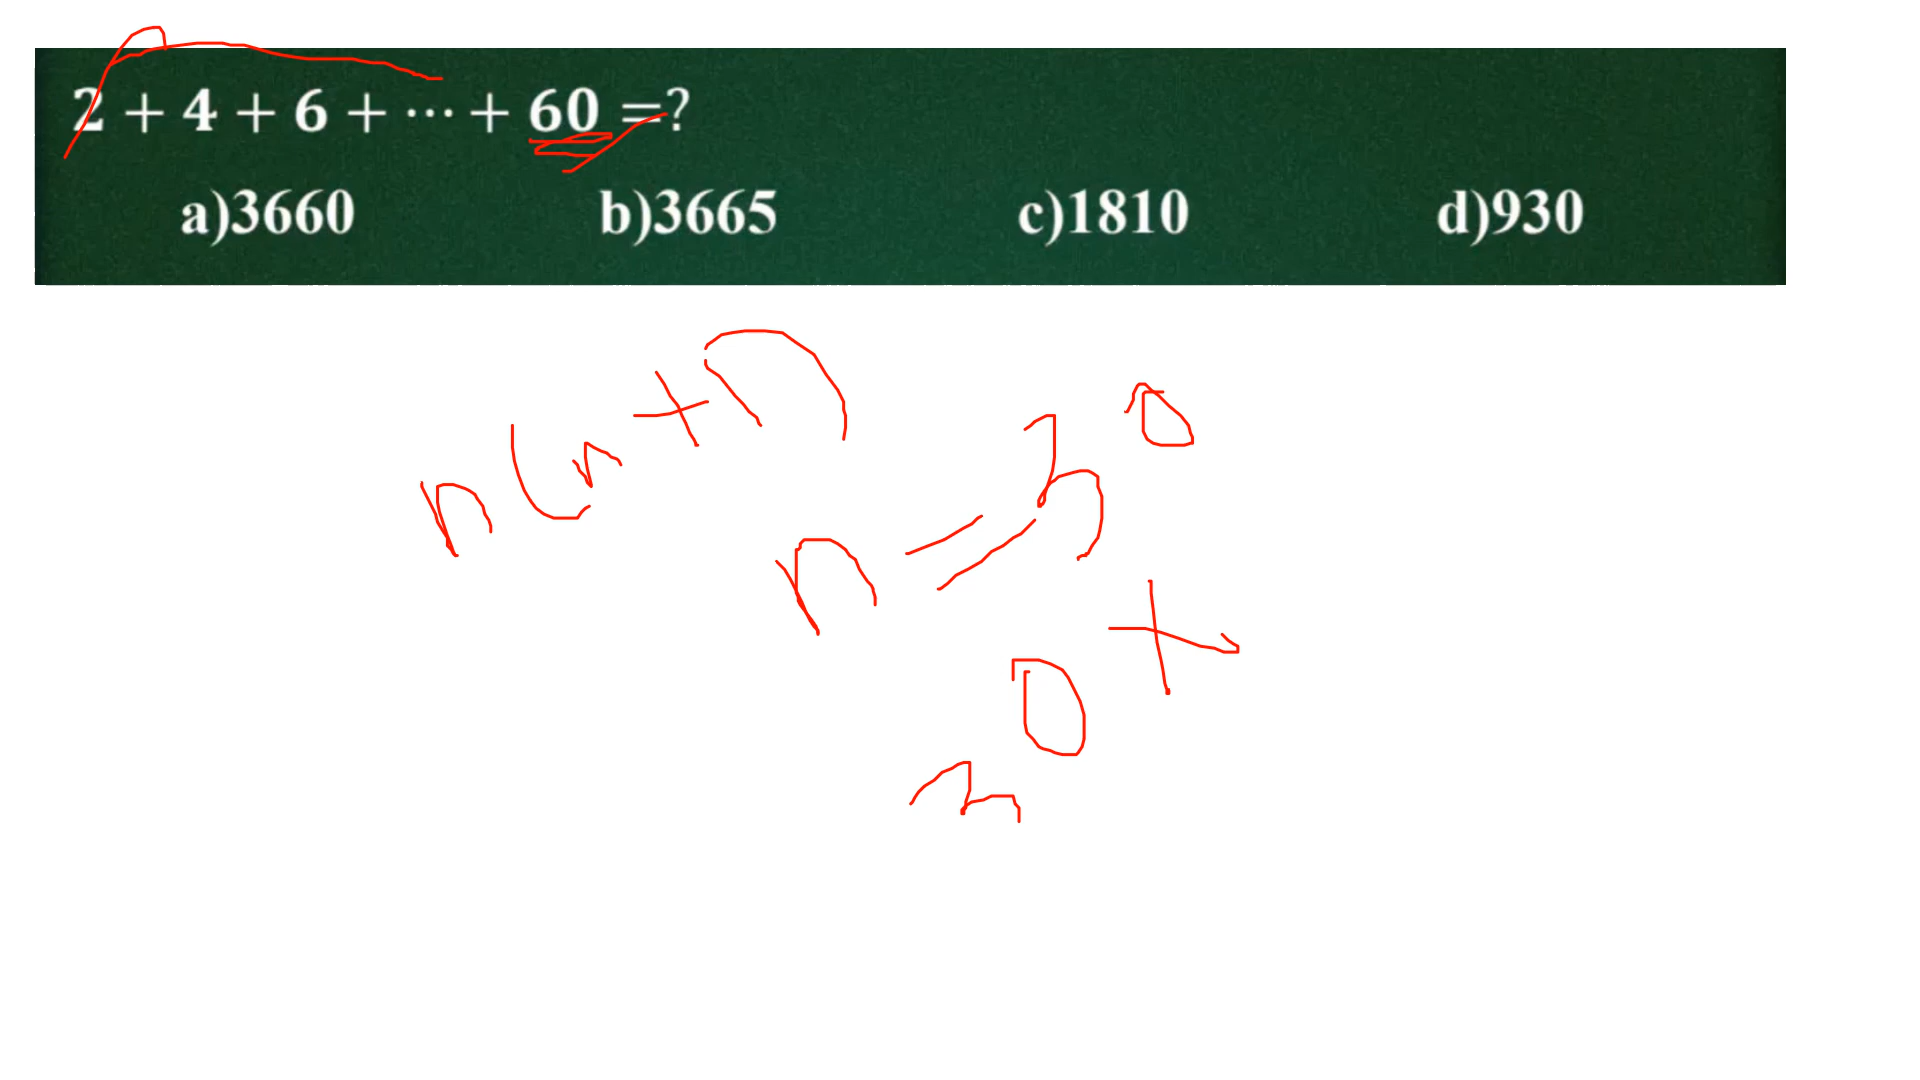 2 + 4 + 6 + ⋯ + 60 =?
a)3660 b)3665 c)1810 d)930
n(n+1)
n = 30
30 ×